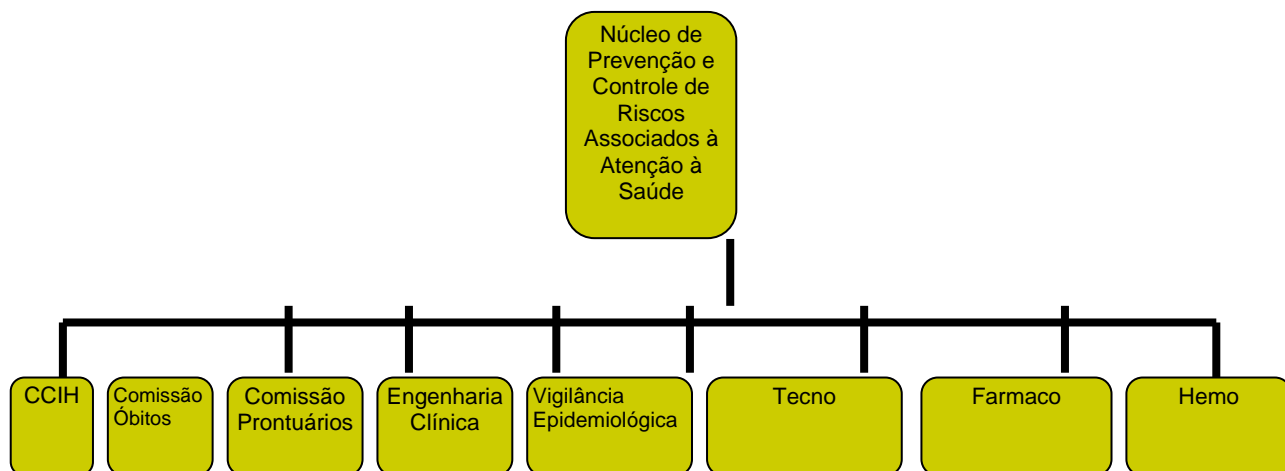 Núcleo de
Prevenção e
Controle de
Riscos
Associados à
Atenção à
Saúde
CCIH
Comissão
Óbitos
Comissão
Prontuários
Engenharia
Clínica
Vigilância
Epidemiológica
Tecno
Farmaco
Hemo